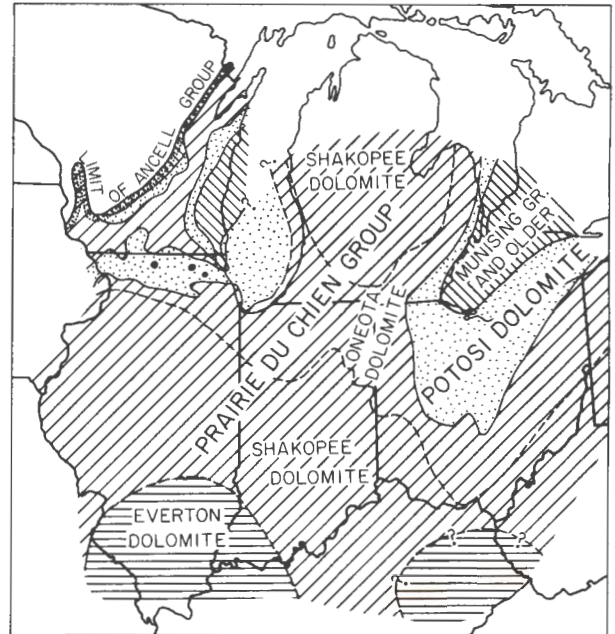 LIMIT OF ANCELL GROUP
SHAKOPEE
DOLOMITE
MUNISING GR.
AND OLDER
PRAIRIE DU CHIEN GROUP
ONEOTA
DOLOMITE
POTOSI DOLOMITE
SHAKOPEE
DOLOMITE
EVERTON
DOLOMITE
?
?
?
?
?